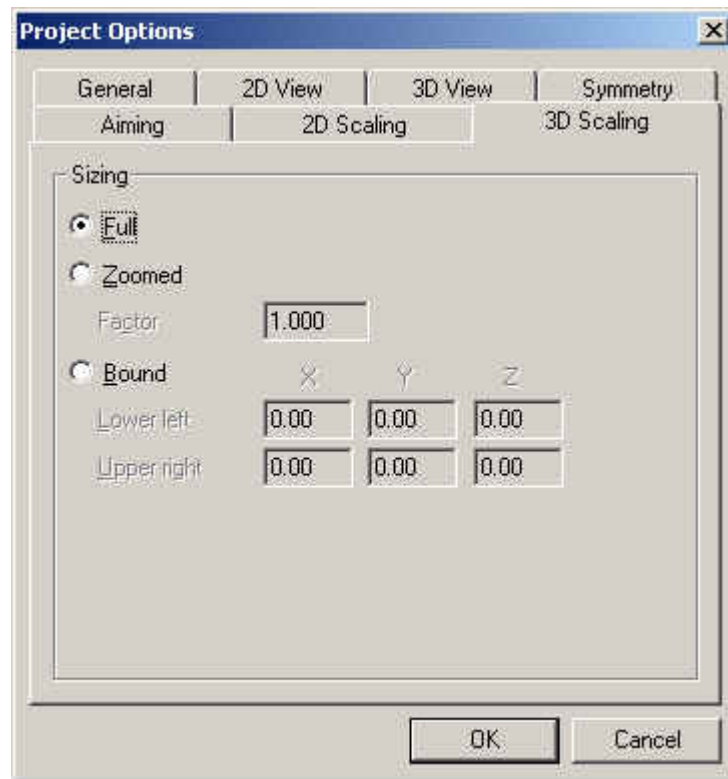 Project Options
General 2D View 3D View Symmetry
Aiming 2D Scaling 3D Scaling
Sizing
Full
Zoomed
Factor 1.000
Bound X Y Z
Lower left 0.00 0.00 0.00
Upper right 0.00 0.00 0.00
OK Cancel